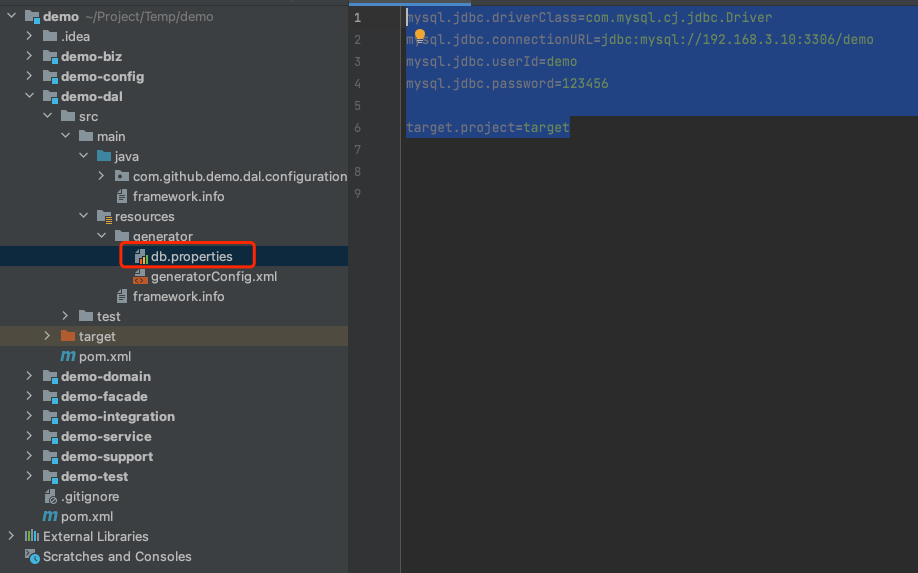 demo ~/Project/Temp/demo
.idea
demo-biz
demo-config
demo-dal
src
main
java
com.github.demo.dal.configuration
framework.info
resources
generator
db.properties
generatorConfig.xml
framework.info
test
target
pom.xml
demo-domain
demo-facade
demo-integration
demo-service
demo-support
demo-test
.gitignore
pom.xml
External Libraries
Scratches and Consoles
1 mysql.jdbc.driverClass=com.mysql.cj.jdbc.Driver
2 mysql.jdbc.connectionURL=jdbc:mysql://192.168.3.10:3306/demo
3 mysql.jdbc.userId=demo
4 mysql.jdbc.password=123456
5
6 target.project=target
7
8
9